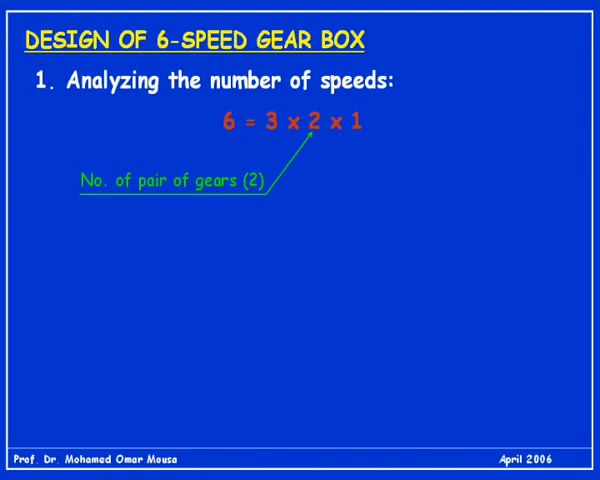 DESIGN OF 6-SPEED GEAR BOX
1. Analyzing the number of speeds:
6 = 3 x 2 x 1
No. of pair of gears (2)
Prof. Dr. Mohamed Omar Mousa
April 2006